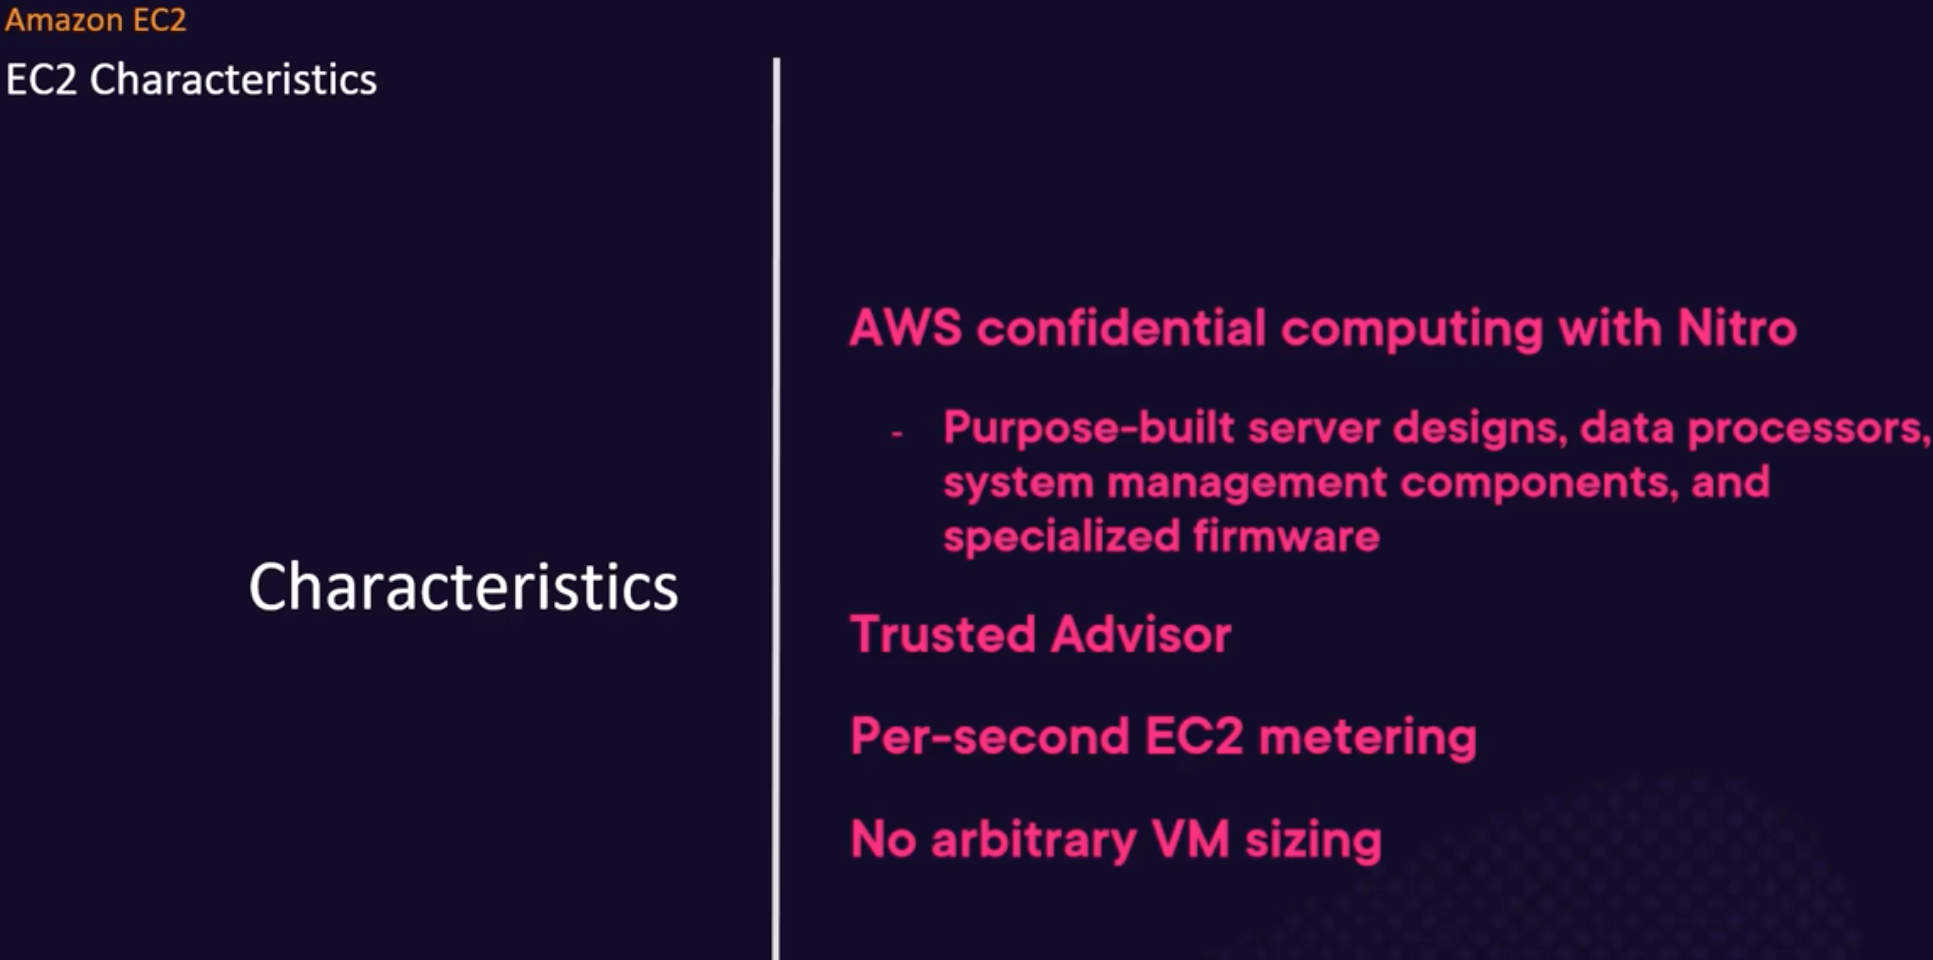 Amazon EC2
EC2 Characteristics
Characteristics
AWS confidential computing with Nitro
- Purpose-built server designs, data processors,
system management components, and
specialized firmware
Trusted Advisor
Per-second EC2 metering
No arbitrary VM sizing